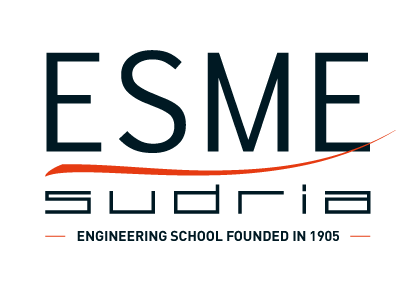 ESME
sudria
ENGINEERING SCHOOL FOUNDED IN 1905